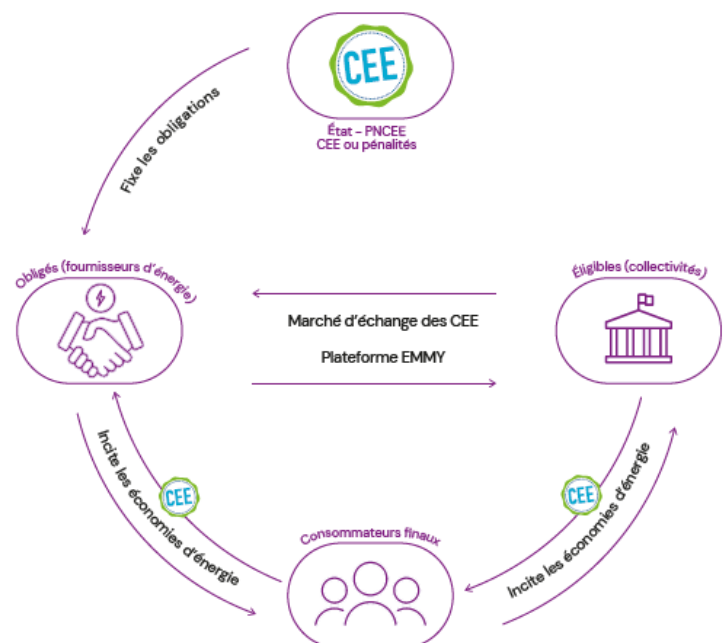 CEE
État - PNCEE
CEE ou pénalités
Fixe les obligations
Obligés (fournisseurs d'énergie)
Éligibles (collectivités)
Marché d'échange des CEE
Plateforme EMMY
Incite les économies d'énergie
CEE
CEE
Incite les économies d'énergie
Consommateurs finaux